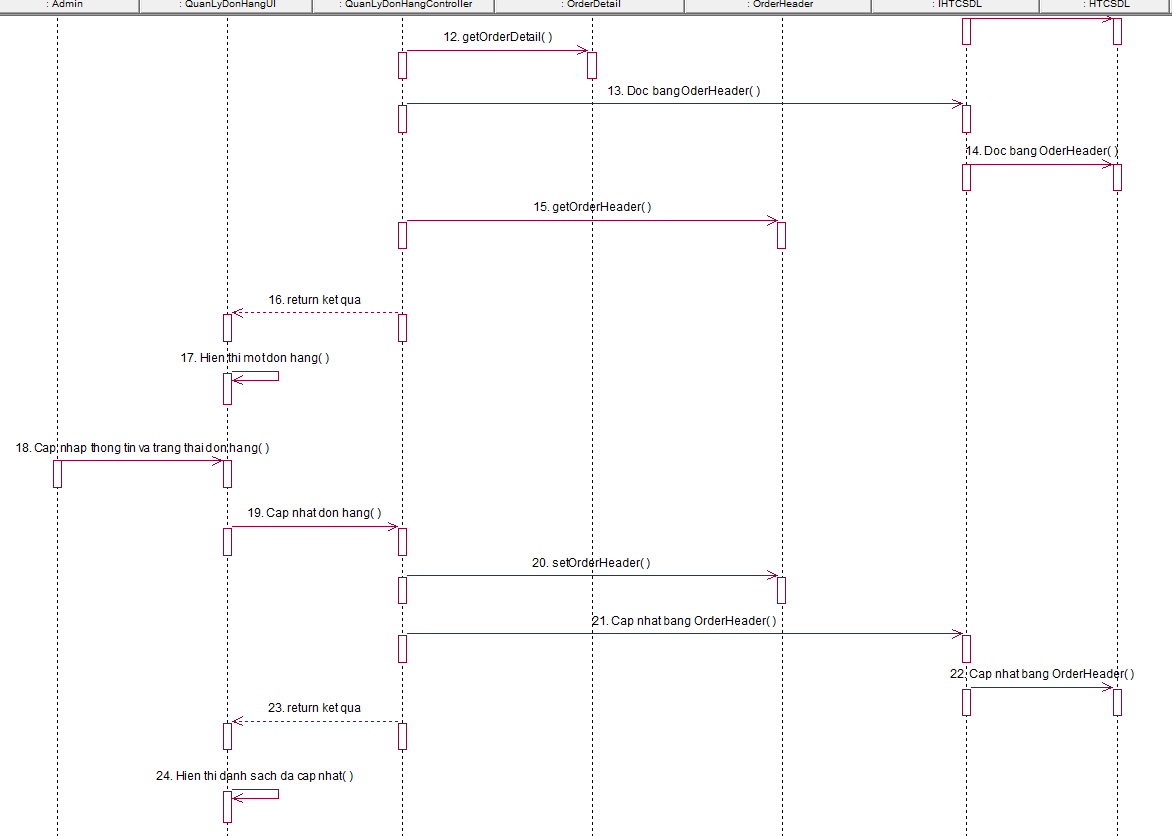 : Admin
: QuanLyDonHangUI
: QuanLyDonHangController
: OrderDetail
: OrderHeader
: IHTCSDL
: HTCSDL
12. getOrderDetail( )
13. Doc bang OderHeader( )
14. Doc bang OderHeader( )
15. getOrderHeader( )
16. return ket qua
17. Hien thi mot don hang( )
18. Cap nhap thong tin va trang thai don hang( )
19. Cap nhat don hang( )
20. setOrderHeader( )
21. Cap nhat bang OrderHeader( )
22. Cap nhat bang OrderHeader( )
23. return ket qua
24. Hien thi danh sach da cap nhat( )